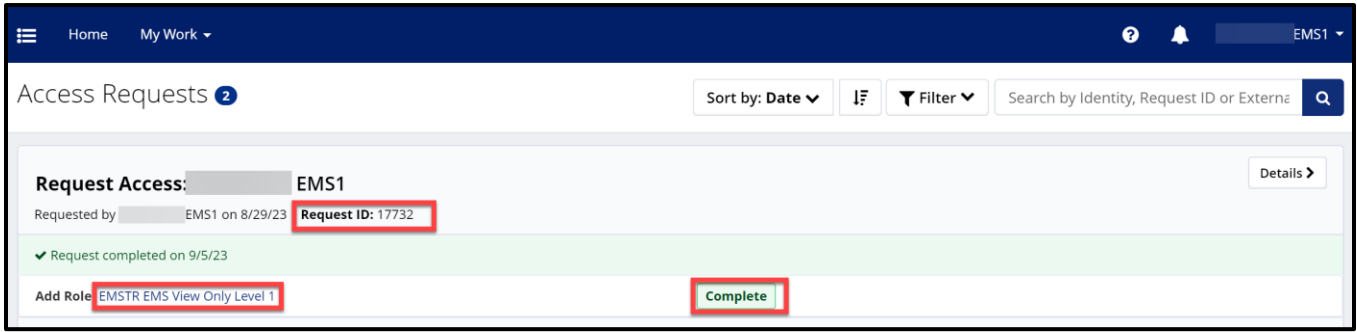 Home My Work EMS1
Access Requests 2
Sort by: Date Filter Search by Identity, Request ID or Externa
Request Access: EMS1
Details
Requested by EMS1 on 8/29/23 Request ID: 17732
Request completed on 9/5/23
Add Role EMSTR EMS View Only Level 1 Complete